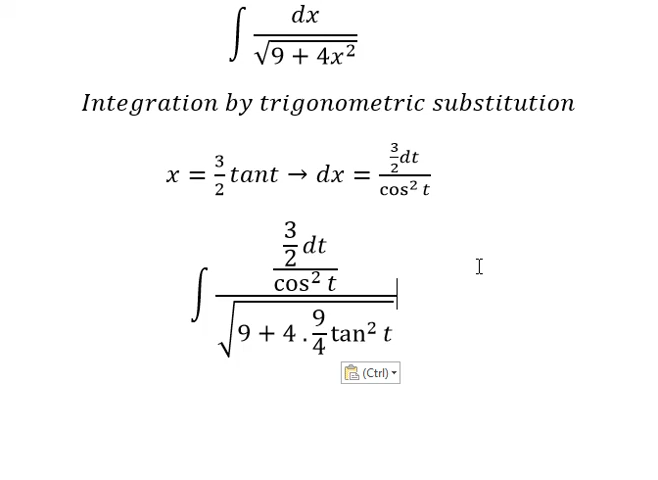 ∫ dx / √(9 + 4x²)
Integration by trigonometric substitution
x = 3/2 tant → dx = (3/2 dt) / (cos² t)
∫ ((3/2 dt) / (cos² t)) / √(9 + 4 . 9/4 tan² t)
(Ctrl)